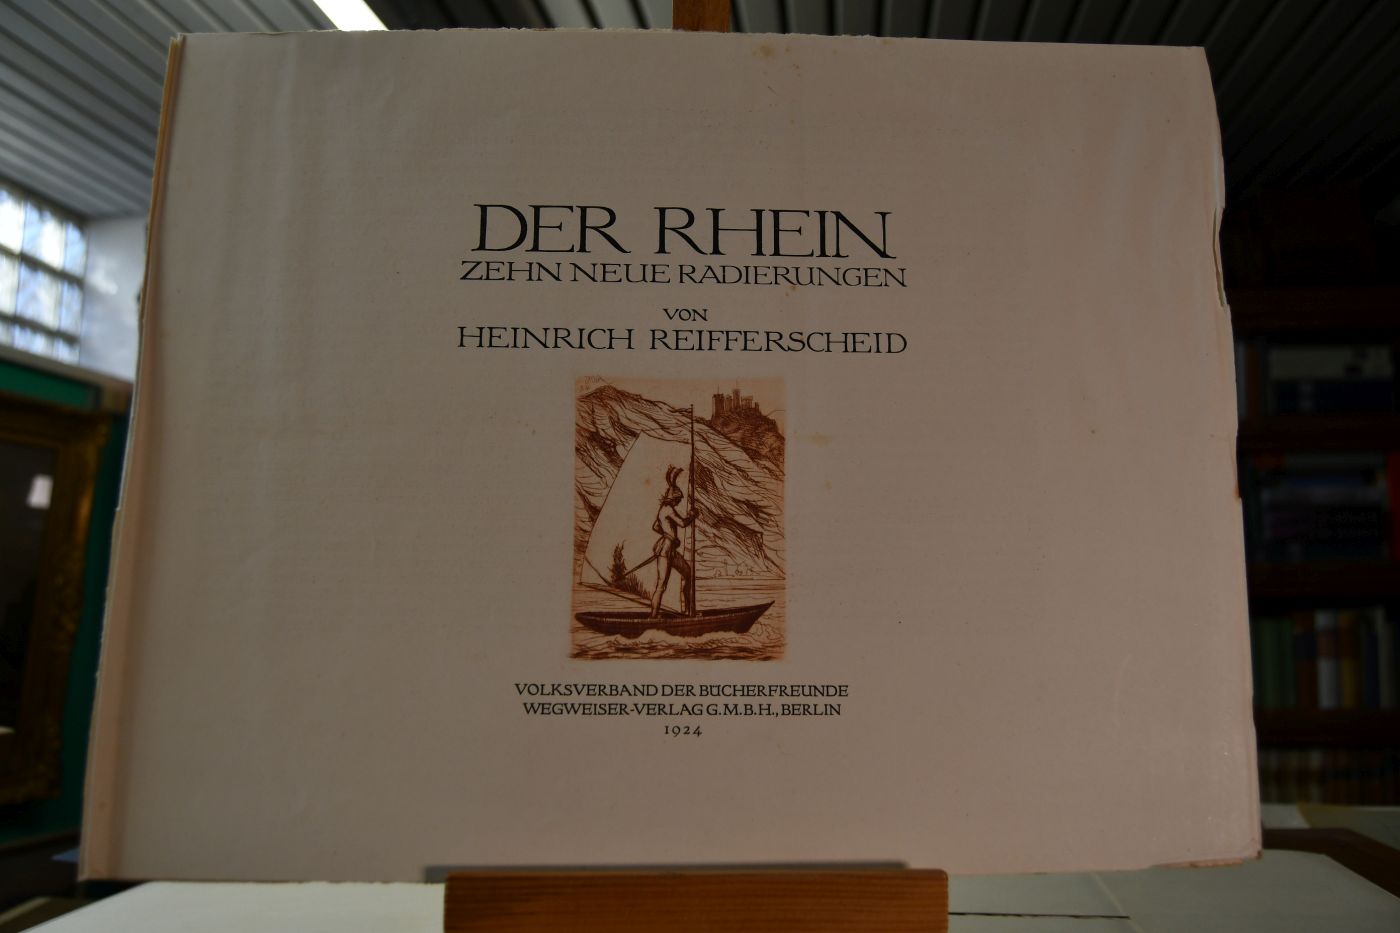 DER RHEIN
ZEHN NEUE RADIERUNGEN
VON
HEINRICH REIFFERSCHEID
VOLKSVERBAND DER BÜCHERFREUNDE
WEGWEISER-VERLAG G.M.B.H., BERLIN
1924